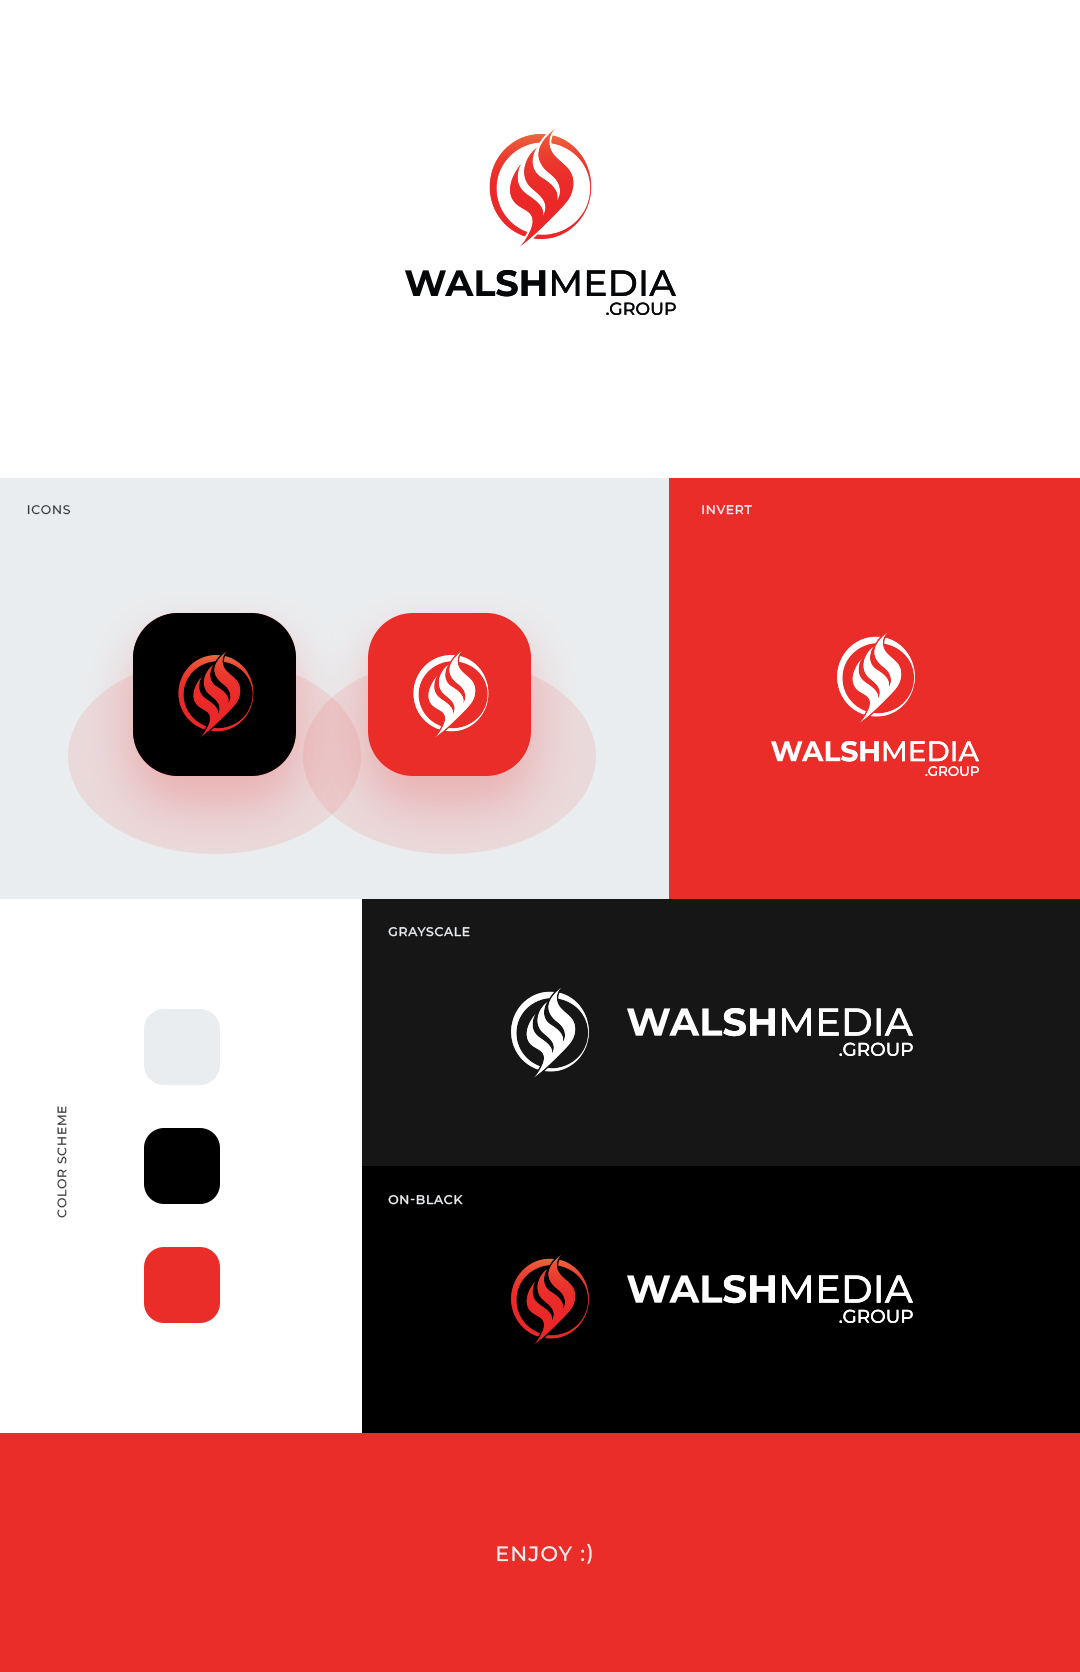 WALSHMEDIA
.GROUP
ICONS
INVERT
WALSHMEDIA
.GROUP
COLOR SCHEME
GRAYSCALE
WALSHMEDIA
.GROUP
ON-BLACK
WALSHMEDIA
.GROUP
ENJOY :)